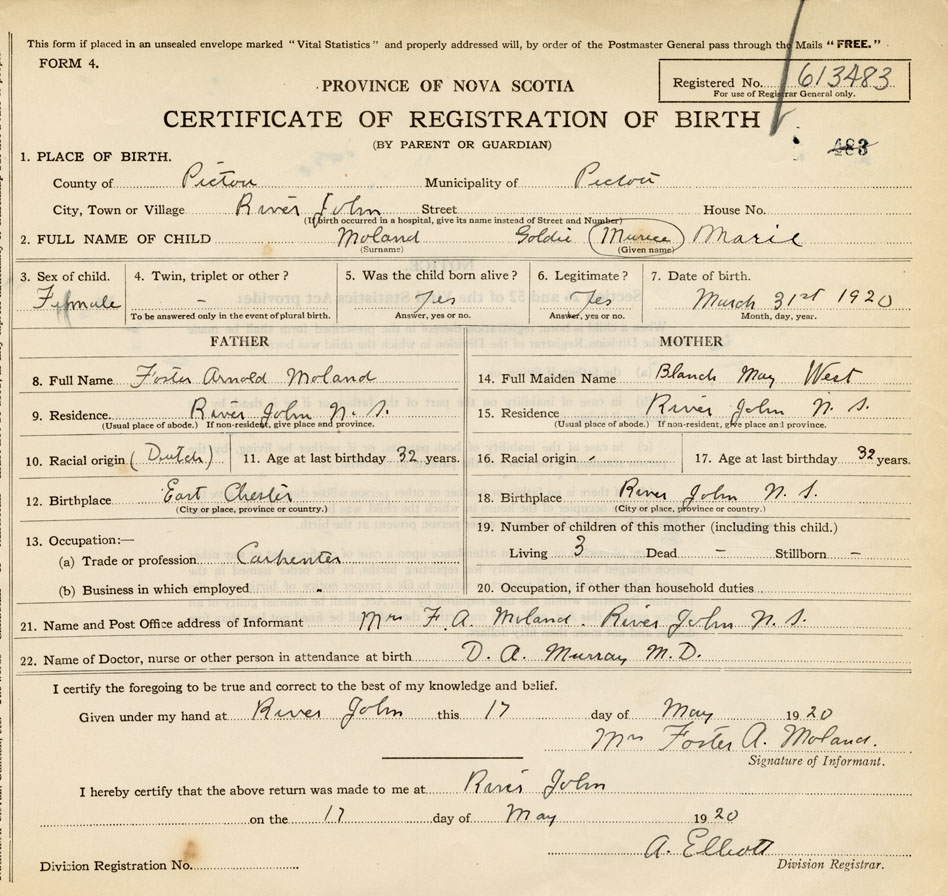 This form if placed in an unsealed envelope marked "Vital Statistics" and properly addressed will, by order of the Postmaster General pass through the Mails "FREE."
FORM 4.
PROVINCE OF NOVA SCOTIA
Registered No. 613483
For use of Registrar General only.
CERTIFICATE OF REGISTRATION OF BIRTH
(BY PARENT OR GUARDIAN)
483
1. PLACE OF BIRTH.
County of Pictou Municipality of Pictou
City, Town or Village River John Street House No.
(If birth occurred in a hospital, give its name instead of Street and Number)
2. FULL NAME OF CHILD Moland Goldie Marie
(Surname) (Given name)
3. Sex of child. 4. Twin, triplet or other? 5. Was the child born alive? 6. Legitimate? 7. Date of birth.
Female - Yes Yes March 31st 1920
To be answered only in the event of plural birth. Answer, yes or no. Answer, yes or no. Month, day, year.
FATHER
8. Full Name Foster Arnold Moland
9. Residence. River John N. S.
(Usual place of abode.) If non-resident, give place and province.
10. Racial origin (Dutch) 11. Age at last birthday 32 years.
12. Birthplace East Chester
(City or place, province or country.)
13. Occupation:—
(a) Trade or profession Carpenter
(b) Business in which employed -
MOTHER
14. Full Maiden Name Blanch May West
15. Residence River John N. S.
(Usual place of abode.) If non-resident, give place and province.
16. Racial origin - 17. Age at last birthday 32 years.
18. Birthplace River John N. S.
(City or place, province or country.)
19. Number of children of this mother (including this child.)
Living 3 Dead - Stillborn -
20. Occupation, if other than household duties
21. Name and Post Office address of Informant Mrs F. A. Moland. River John N. S.
22. Name of Doctor, nurse or other person in attendance at birth D. A. Murray M.D.
I certify the foregoing to be true and correct to the best of my knowledge and belief.
Given under my hand at River John this 17 day of May 1920
Mrs Foster A. Moland.
Signature of Informant.
I hereby certify that the above return was made to me at River John
on the 17 day of May 1920
A. Elliott
Division Registration No. Division Registrar.